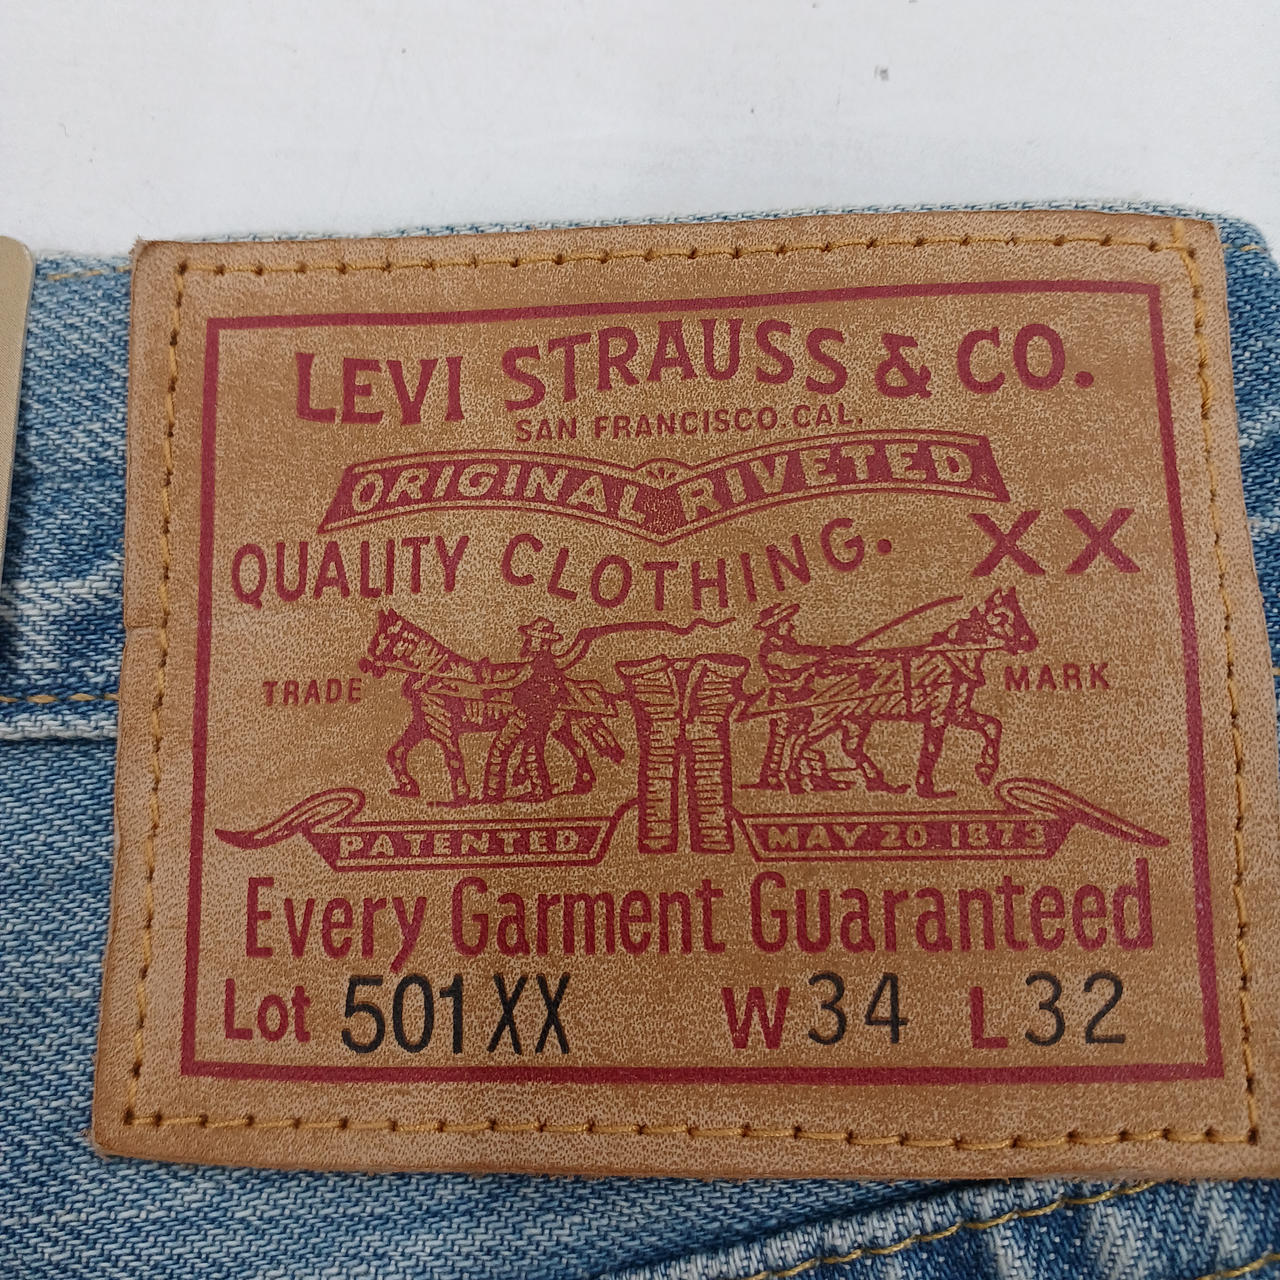 LEVI STRAUSS & CO.
SAN FRANCISCO. CAL.
ORIGINAL RIVETED
QUALITY CLOTHING. XX
TRADE MARK
PATENTED MAY 20 1873
Every Garment Guaranteed
Lot 501XX W34 L32